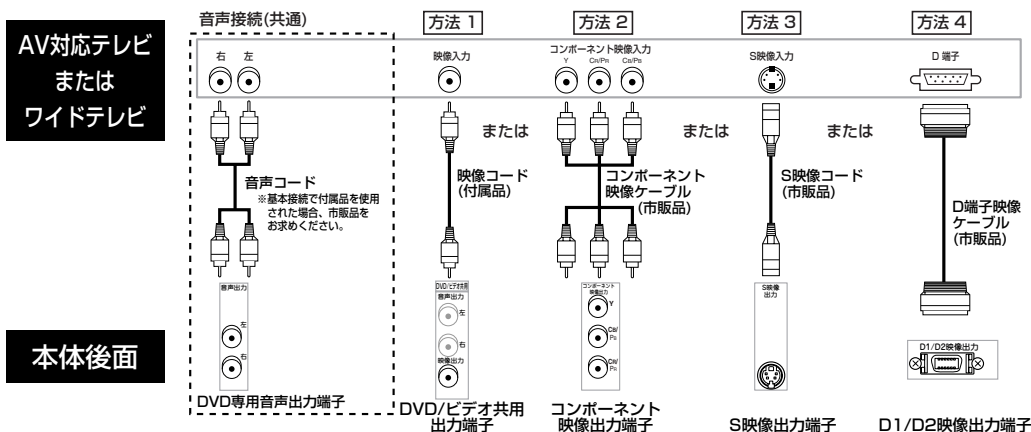 音声接続(共通)
方法 1
方法 2
方法 3
方法 4
AV対応テレビ
または
ワイドテレビ
右 左
映像入力
コンポーネント映像入力
Y CR/PR CB/PB
S映像入力
D 端子
または
または
または
音声コード
※基本接続で付属品を使用
された場合、市販品を
お求めください。
映像コード
(付属品)
コンポーネント
映像ケーブル
(市販品)
S映像コード
(市販品)
D端子映像
ケーブル
(市販品)
本体後面
音声出力
左
右
DVD専用音声出力端子
DVD/ビデオ共用
音声出力
左
右
映像出力
DVD/ビデオ共用
出力端子
コンポーネント
映像出力
Y
CB/
PB
CR/
PR
コンポーネント
映像出力端子
S映像
出力
S映像出力端子
D1/D2映像出力
D1/D2映像出力端子